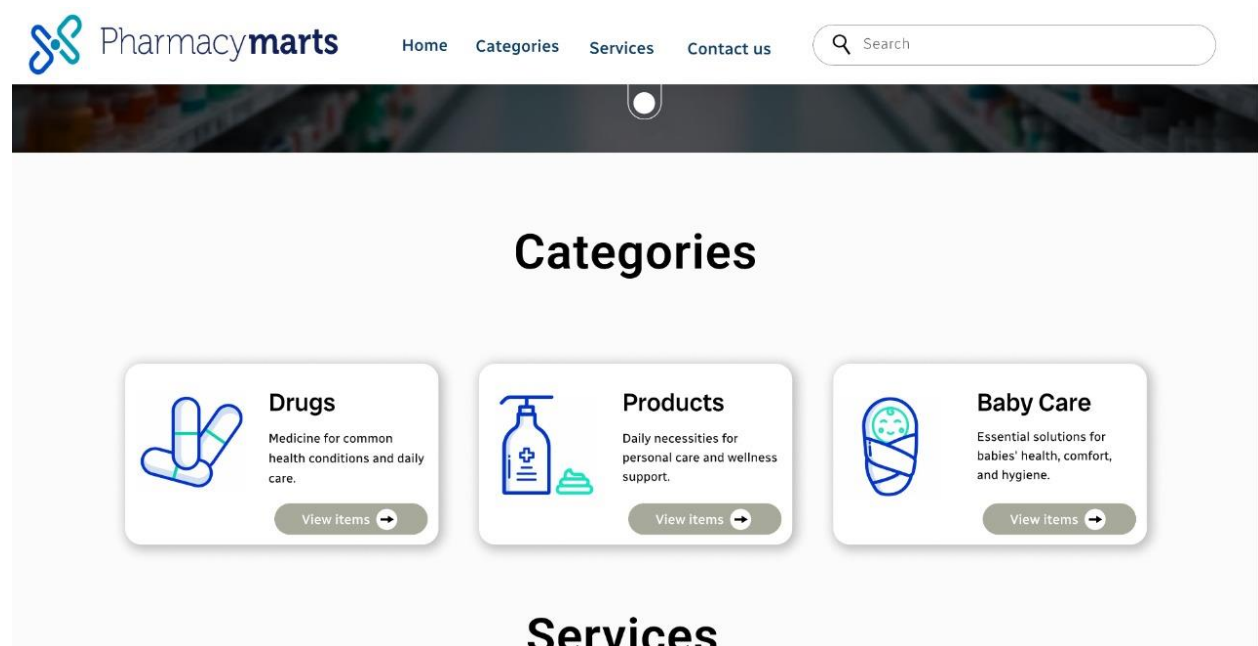 Pharmacymarts
Home Categories Services Contact us Search
Categories
Drugs
Medicine for common
health conditions and daily
care.
View items
Products
Daily necessities for
personal care and wellness
support.
View items
Baby Care
Essential solutions for
babies' health, comfort,
and hygiene.
View items
Services